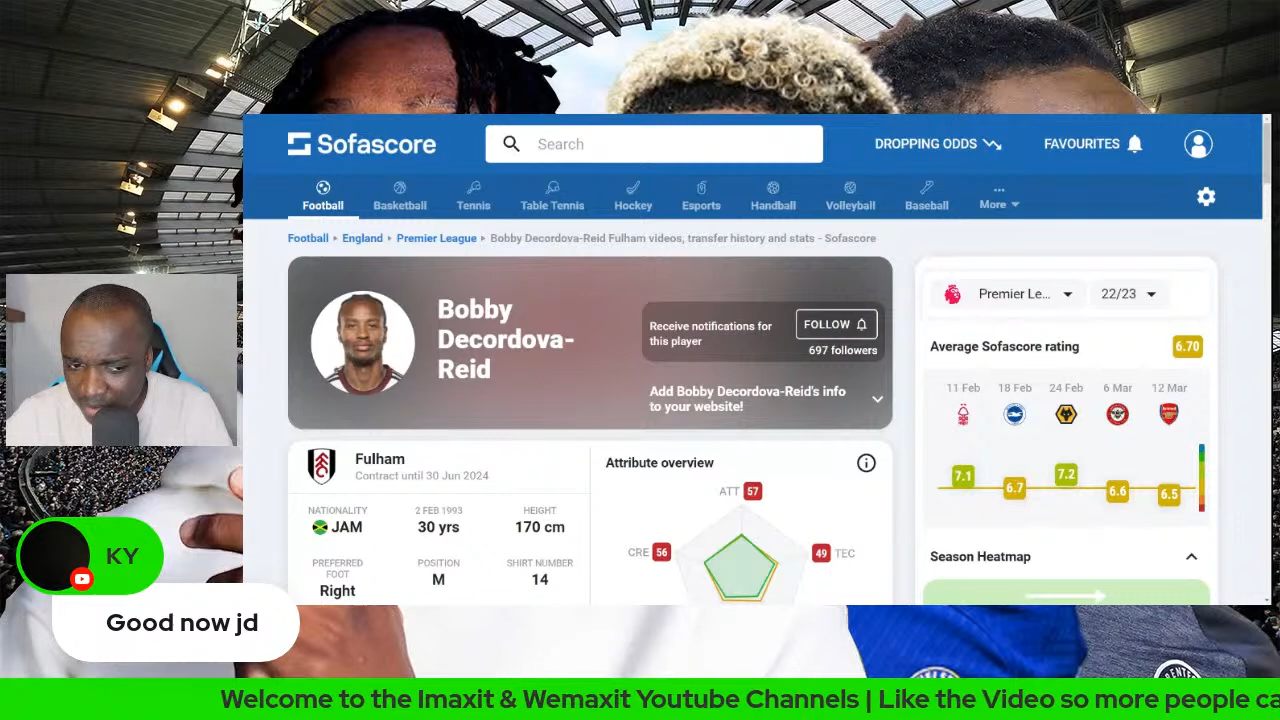 Sofascore
Search
DROPPING ODDS
FAVOURITES
Football
Basketball
Tennis
Table Tennis
Hockey
Esports
Handball
Volleyball
Baseball
More
Football
England
Premier League
Bobby Decordova-Reid Fulham videos, transfer history and stats - Sofascore
Bobby
Decordova-
Reid
Receive notifications for
this player
FOLLOW
697 followers
Add Bobby Decordova-Reid's info
to your website!
Premier Le...
22/23
Average Sofascore rating
6.70
11 Feb
18 Feb
24 Feb
6 Mar
12 Mar
7.1
6.7
7.2
6.6
6.5
Season Heatmap
Fulham
Contract until 30 Jun 2024
NATIONALITY
JAM
2 FEB 1993
30 yrs
HEIGHT
170 cm
PREFERRED
FOOT
Right
POSITION
M
SHIRT NUMBER
14
Attribute overview
ATT 57
CRE 56
49 TEC
KY
Good now jd
Welcome to the Imaxit & Wemaxit Youtube Channels | Like the Video so more people ca